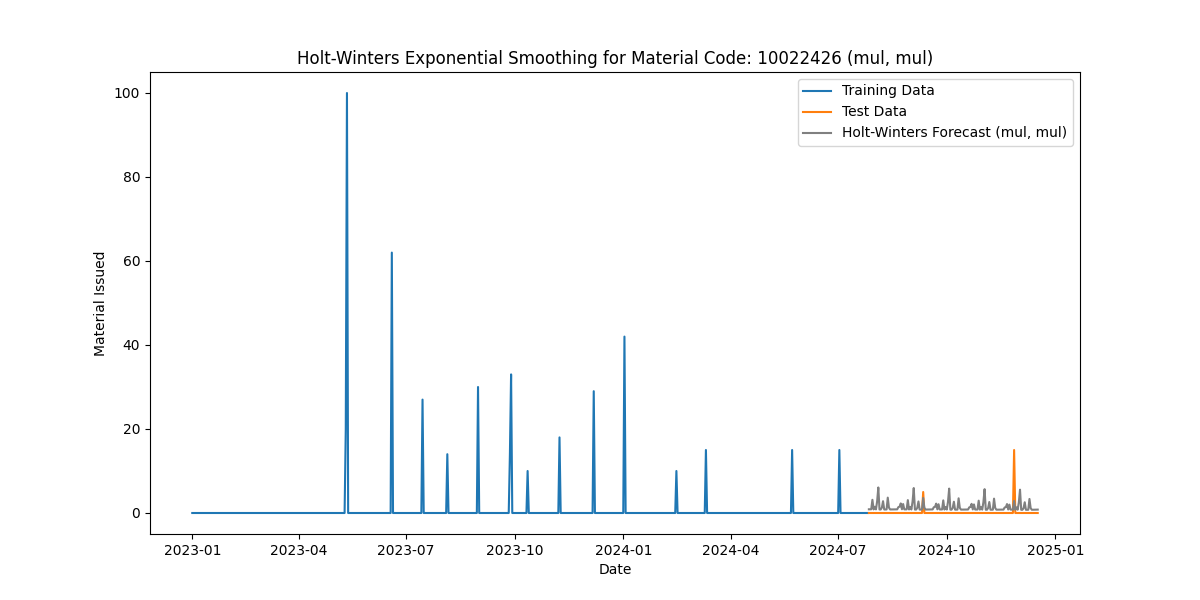 Holt-Winters Exponential Smoothing for Material Code: 10022426 (mul, mul)
Training Data
Test Data
Holt-Winters Forecast (mul, mul)
Material Issued
100
80
60
40
20
0
2023-01
2023-04
2023-07
2023-10
2024-01
2024-04
2024-07
2024-10
2025-01
Date